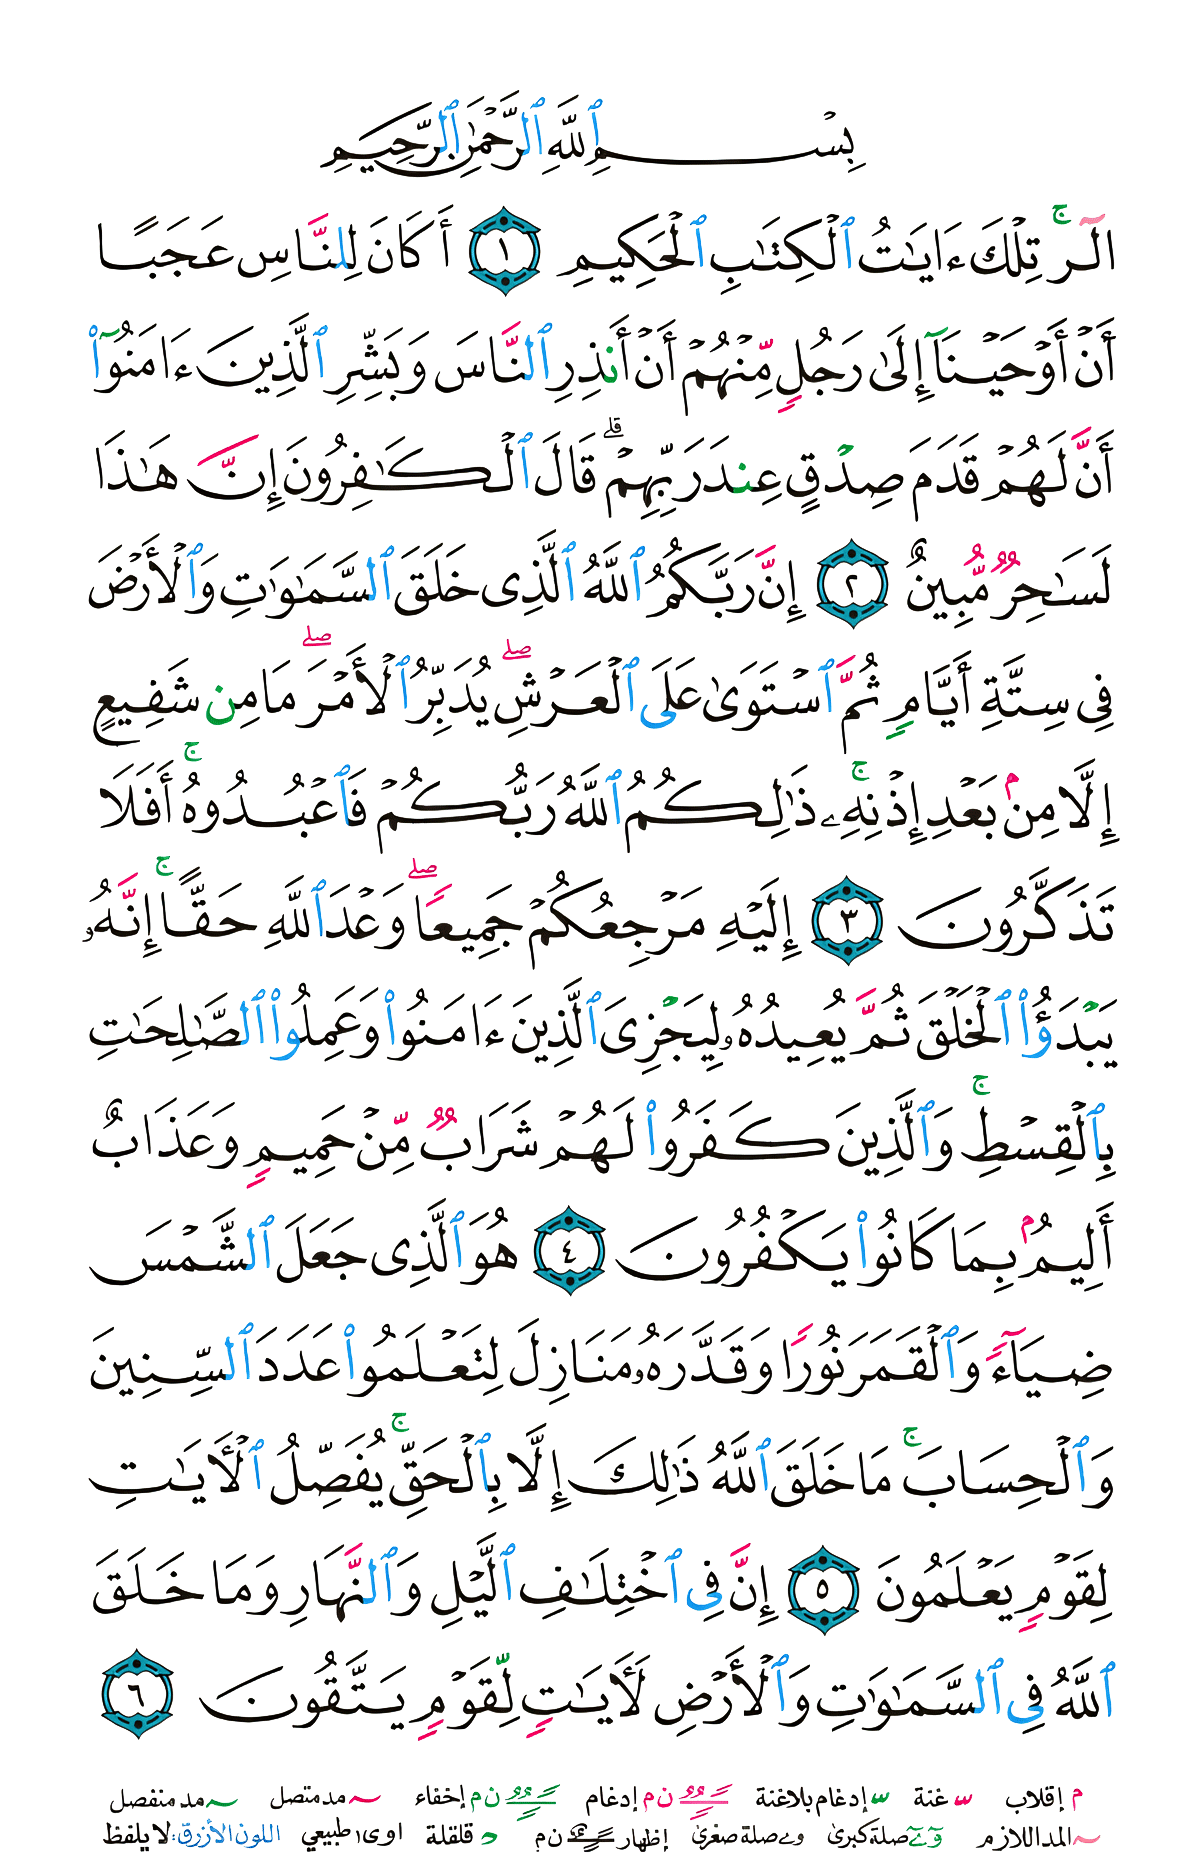 بِسْمِ ٱللَّهِ ٱلرَّحْمَٰنِ ٱلرَّحِيمِ
الٓر ۚ تِلْكَ ءَايَٰتُ ٱلْكِتَٰبِ ٱلْحَكِيمِ ١ أَكَانَ لِلنَّاسِ عَجَبًا
أَنْ أَوْحَيْنَآ إِلَىٰ رَجُلٍ مِّنْهُمْ أَنْ أَنذِرِ ٱلنَّاسَ وَبَشِّرِ ٱلَّذِينَ ءَامَنُوٓا۟
أَنَّ لَهُمْ قَدَمَ صِدْقٍ عِندَ رَبِّهِمْ ۗ قَالَ ٱلْكَٰفِرُونَ إِنَّ هَٰذَا
لَسَٰحِرٌ مُّبِينٌ ٢ إِنَّ رَبَّكُمُ ٱللَّهُ ٱلَّذِى خَلَقَ ٱلسَّمَٰوَٰتِ وَٱلْأَرْضَ
فِى سِتَّةِ أَيَّامٍ ثُمَّ ٱسْتَوَىٰ عَلَى ٱلْعَرْشِ ۖ يُدَبِّرُ ٱلْأَمْرَ ۖ مَا مِن شَفِيعٍ
إِلَّا مِنۢ بَعْدِ إِذْنِهِۦ ۚ ذَٰلِكُمُ ٱللَّهُ رَبُّكُمْ فَٱعْبُدُوهُ ۚ أَفَلَا
تَذَكَّرُونَ ٣ إِلَيْهِ مَرْجِعُكُمْ جَمِيعًا ۖ وَعْدَ ٱللَّهِ حَقًّا ۚ إِنَّهُۥ
يَبْدَؤُا۟ ٱلْخَلْقَ ثُمَّ يُعِيدُهُۥ لِيَجْزِىَ ٱلَّذِينَ ءَامَنُوا۟ وَعَمِلُوا۟ ٱلصَّٰلِحَٰتِ
بِٱلْقِسْطِ ۚ وَٱلَّذِينَ كَفَرُوا۟ لَهُمْ شَرَابٌ مِّنْ حَمِيمٍ وَعَذَابٌ
أَلِيمٌۢ بِمَا كَانُوا۟ يَكْفُرُونَ ٤ هُوَ ٱلَّذِى جَعَلَ ٱلشَّمْسَ
ضِيَآءً وَٱلْقَمَرَ نُورًا وَقَدَّرَهُۥ مَنَازِلَ لِتَعْلَمُوا۟ عَدَدَ ٱلسِّنِينَ
وَٱلْحِسَابَ ۚ مَا خَلَقَ ٱللَّهُ ذَٰلِكَ إِلَّا بِٱلْحَقِّ ۚ يُفَصِّلُ ٱلْأَيَٰتِ
لِقَوْمٍ يَعْلَمُونَ ٥ إِنَّ فِى ٱخْتِلَٰفِ ٱلَّيْلِ وَٱلنَّهَارِ وَمَا خَلَقَ
ٱللَّهُ فِى ٱلسَّمَٰوَٰتِ وَٱلْأَرْضِ لَأَيَٰتٍ لِّقَوْمٍ يَتَّقُونَ ٦
م إقلاب ّ غنة ّ إدغام بلاغنة ن م إدغام ن م إخفاء ~ مد متصل ~ مد منفصل
~ المد اللازم و ے صلة كبرى و ے صلة صغرى إظهار ن م د قلقلة ا و ى طبيعي اللون الأزرق: لا يلفظ